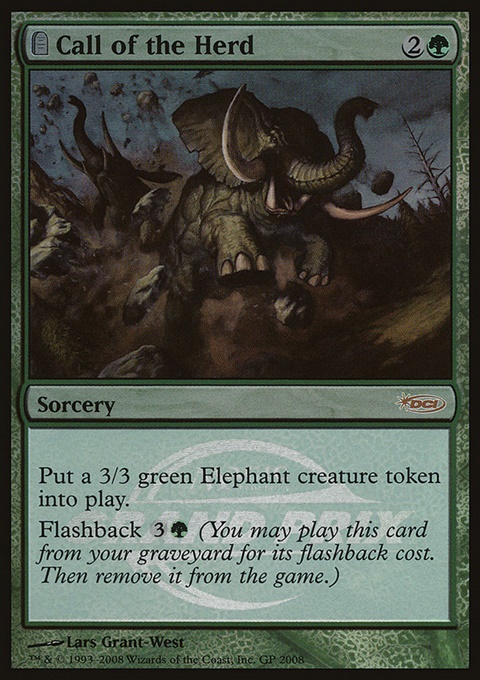 Call of the Herd 2
Sorcery
DCI
Put a 3/3 green Elephant creature token
into play.
Flashback 3 (You may play this card
from your graveyard for its flashback cost.
Then remove it from the game.)
GRAND PRIX
Lars Grant-West
™ & © 1993–2008 Wizards of the Coast, Inc. GP 2008